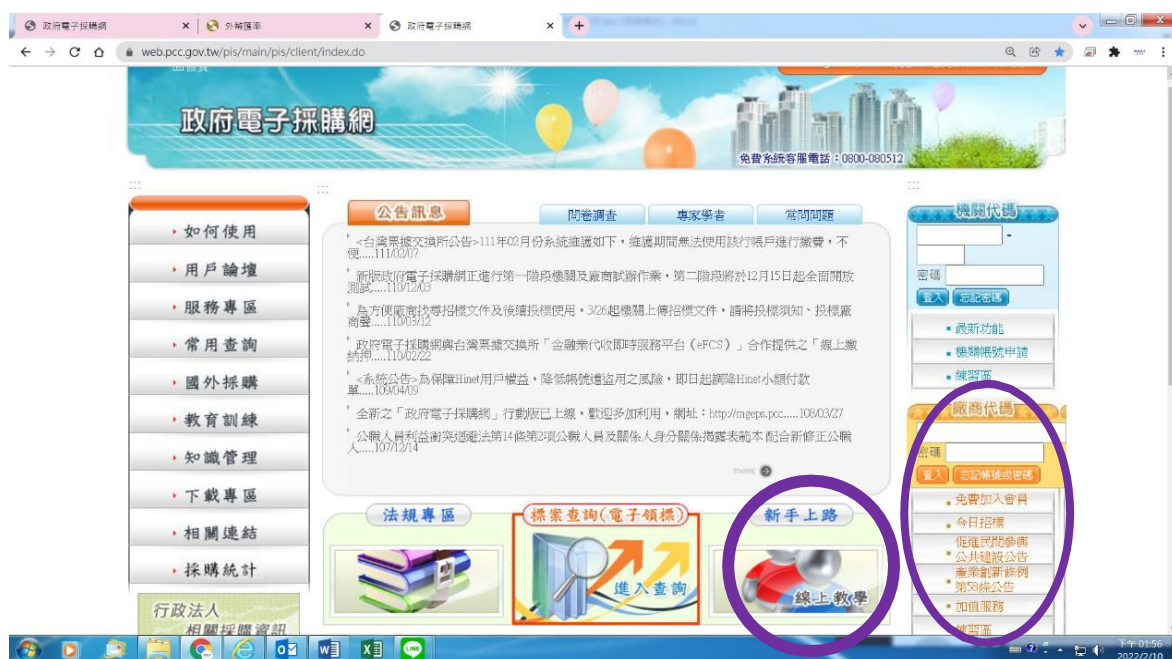 政府電子採購網
外幣匯率
政府電子採購網
web.pcc.gov.tw/pis/main/pis/client/index.do
回首頁
政府電子採購網
免費系統客服電話：0800-080512
如何使用
用戶論壇
服務專區
常用查詢
國外採購
教育訓練
知識管理
下載專區
相關連結
採購統計
行政法人
相關採購資訊
公告訊息
問卷調查
專家學者
常問問題
<台灣票據交換所公告>111年02月份系統維護如下，維護期間無法使用該行帳戶進行繳費，不
便.....111/02/07
新版政府電子採購網正進行第一階段機關及廠商試辦作業，第二階段將於12月15日起全面開放
測試.....110/12/03
為方便廠商找尋招標文件及後續投標使用，3/26起機關上傳招標文件，請將投標須知、投標廠
商聲.....110/03/12
政府電子採購網與台灣票據交換所「金融業代收即時服務平台（eFCS）」合作提供之「線上繳
納押.....110/02/22
<系統公告>為保障Hinet用戶權益，降低帳號遭盜用之風險，即日起調降Hinet小額付款
單.....109/04/09
全新之「政府電子採購網」行動版已上線，歡迎多加利用，網址：http://mgeps.pcc.....108/03/27
公職人員利益衝突迴避法第14條第2項公職人員及關係人身分關係揭露表範本 配合新修正公職
人.....107/12/14
more
法規專區
標案查詢(電子領標)
進入查詢
新手上路
線上教學
機關代碼
-
密碼
登入
忘記密碼
最新功能
機關帳號申請
練習區
廠商代碼
密碼
登入
忘記帳號或密碼
免費加入會員
今日招標
促進民間參與
公共建設公告
產業創新條例
第58條公告
加值服務
練習區
下午 01:56
2022/2/10